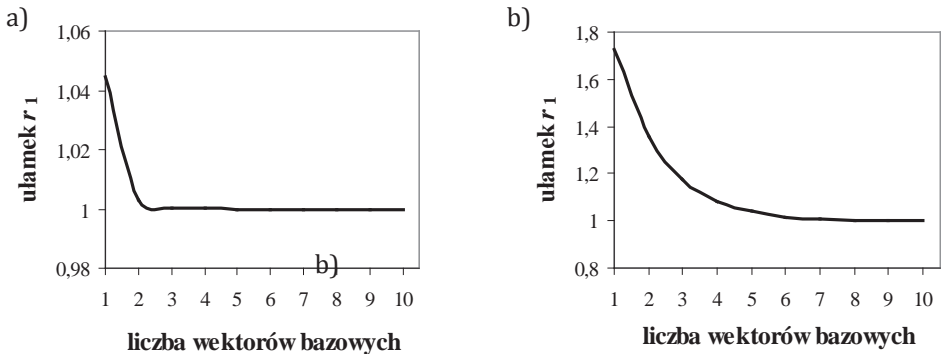 a)
1,06
1,04
1,02
1
0,98
ułamek r 1
1 2 3 4 5 6 7 8 9 10
liczba wektorów bazowych
b)
b)
1,8
1,6
1,4
1,2
1
0,8
ułamek r 1
1 2 3 4 5 6 7 8 9 10
liczba wektorów bazowych